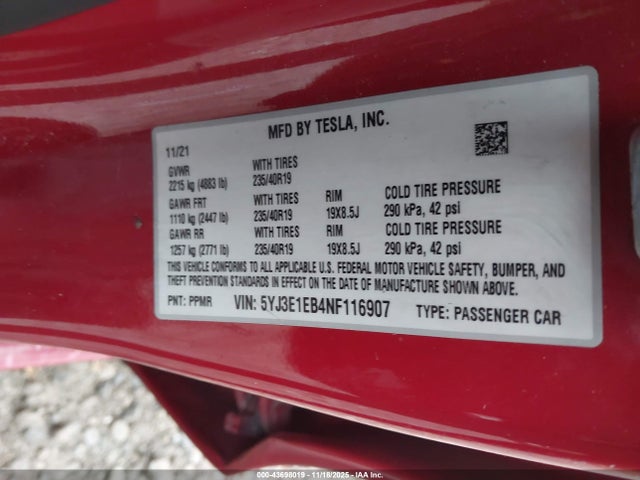 MFD BY TESLA, INC.
11/21
GVWR WITH TIRES
2215 kg (4883 lb) 235/40R19
GAWR FRT WITH TIRES RIM COLD TIRE PRESSURE
1110 kg (2447 lb) 235/40R19 19X8.5J 290 kPa, 42 psi
GAWR RR WITH TIRES RIM COLD TIRE PRESSURE
1257 kg (2771 lb) 235/40R19 19X8.5J 290 kPa, 42 psi
THIS VEHICLE CONFORMS TO ALL APPLICABLE U.S. FEDERAL MOTOR VEHICLE SAFETY, BUMPER, AND
THEFT PREVENTION STANDARDS IN EFFECT ON THE DATE OF MANUFACTURE SHOWN ABOVE.
PNT: PPMR VIN: 5YJ3E1EB4NF116907 TYPE: PASSENGER CAR
000-43698019 - 11/18/2025 - IAA Inc.